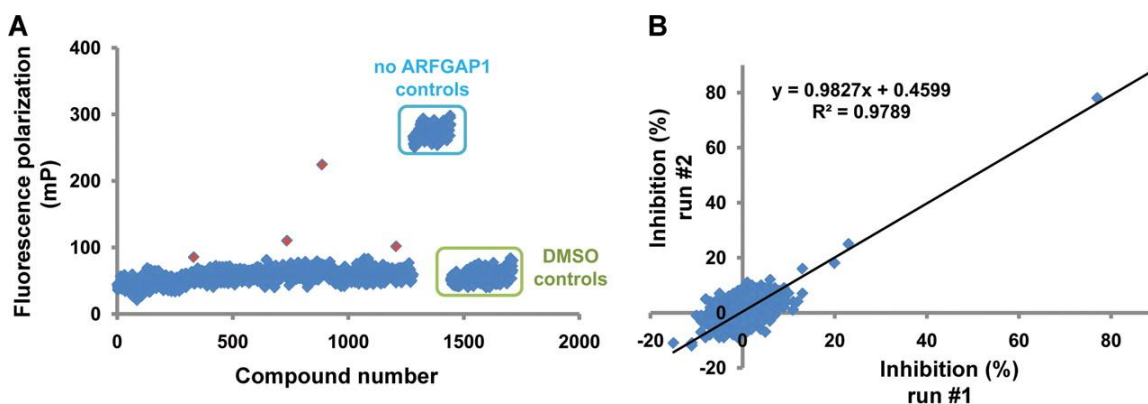 A
Fluorescence polarization
(mP)
400
300
200
100
0
no ARFGAP1
controls
DMSO
controls
0
500
1000
1500
2000
Compound number
B
Inhibition (%)
run #2
80
60
40
20
0
-20
y = 0.9827x + 0.4599
R² = 0.9789
-20
0
20
40
60
80
Inhibition (%)
run #1